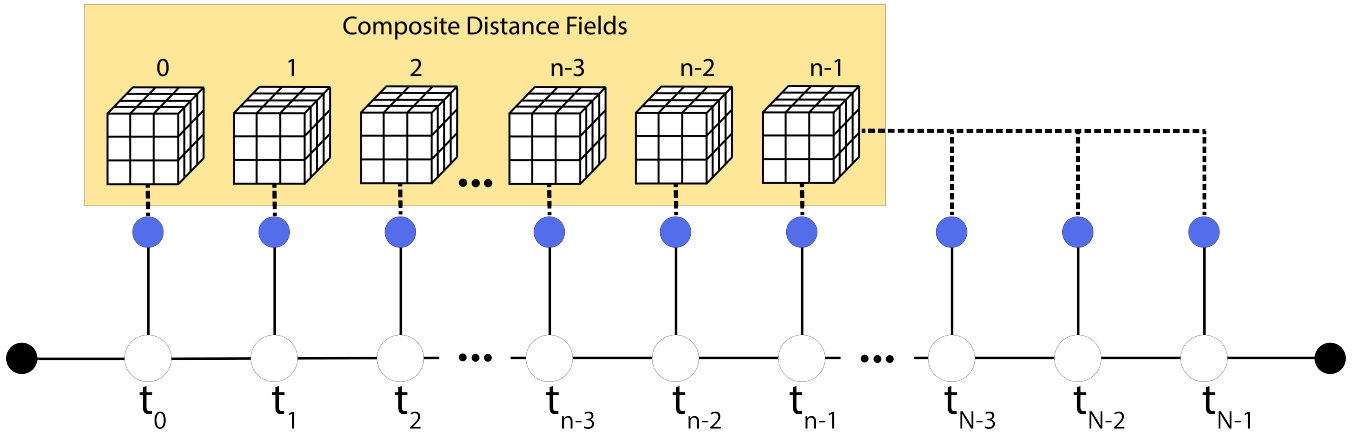 Composite Distance Fields
0 1 2 n-3 n-2 n-1
... 
... ...
t0 t1 t2 tn-3 tn-2 tn-1 tN-3 tN-2 tN-1